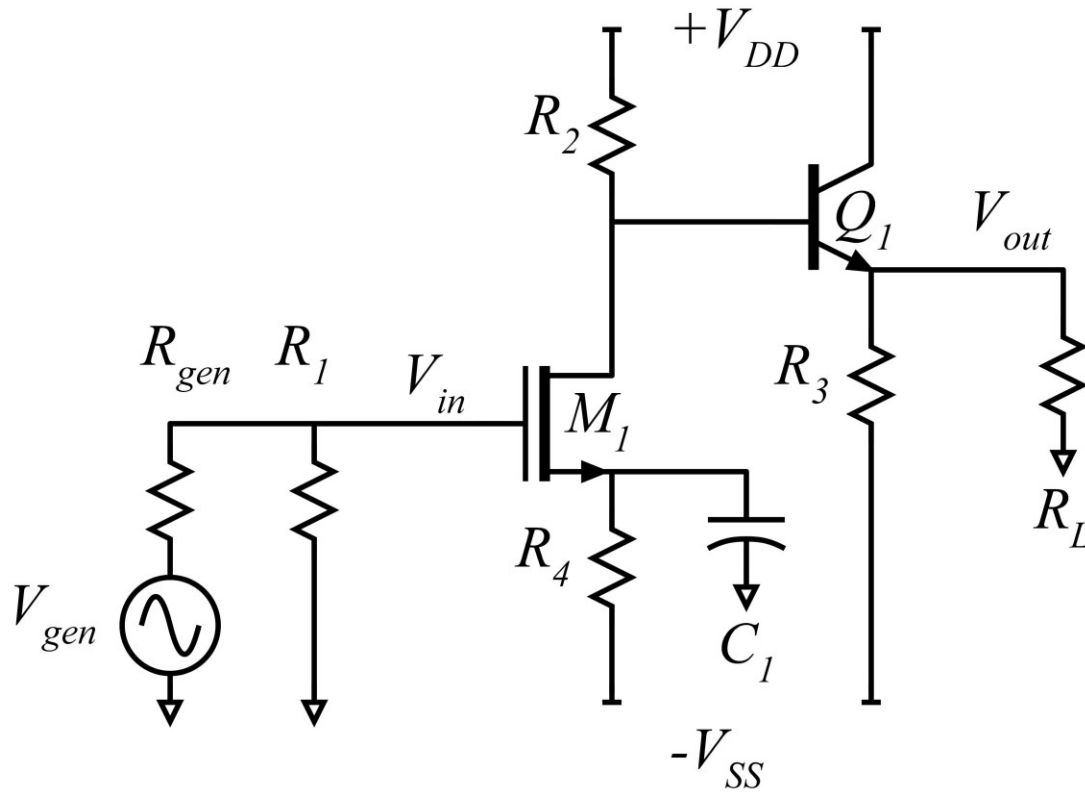 +V_DD
R_2
Q_1
V_out
R_gen
R_1
V_in
M_1
R_3
R_4
R_L
V_gen
C_1
-V_SS